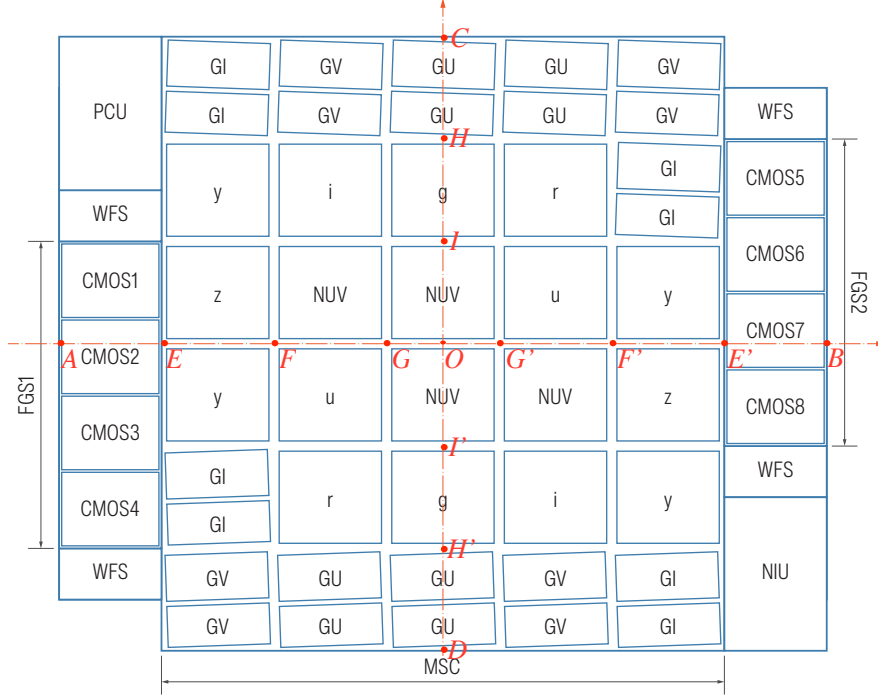 C
GI GV GU GU GV
PCU
GI GV GU GU GV WFS
H
y i g r GI CMOS5
WFS GI
I CMOS6
CMOS1 z NUV NUV u y FGS2
CMOS7
A CMOS2 E F G O G' F' E' B
FGS1 y u NUV NUV z CMOS8
CMOS3
I'
GI WFS
CMOS4 r g i y
GI
H'
WFS GV GU GU GV GI NIU
GV GU GU GV GI
D
MSC